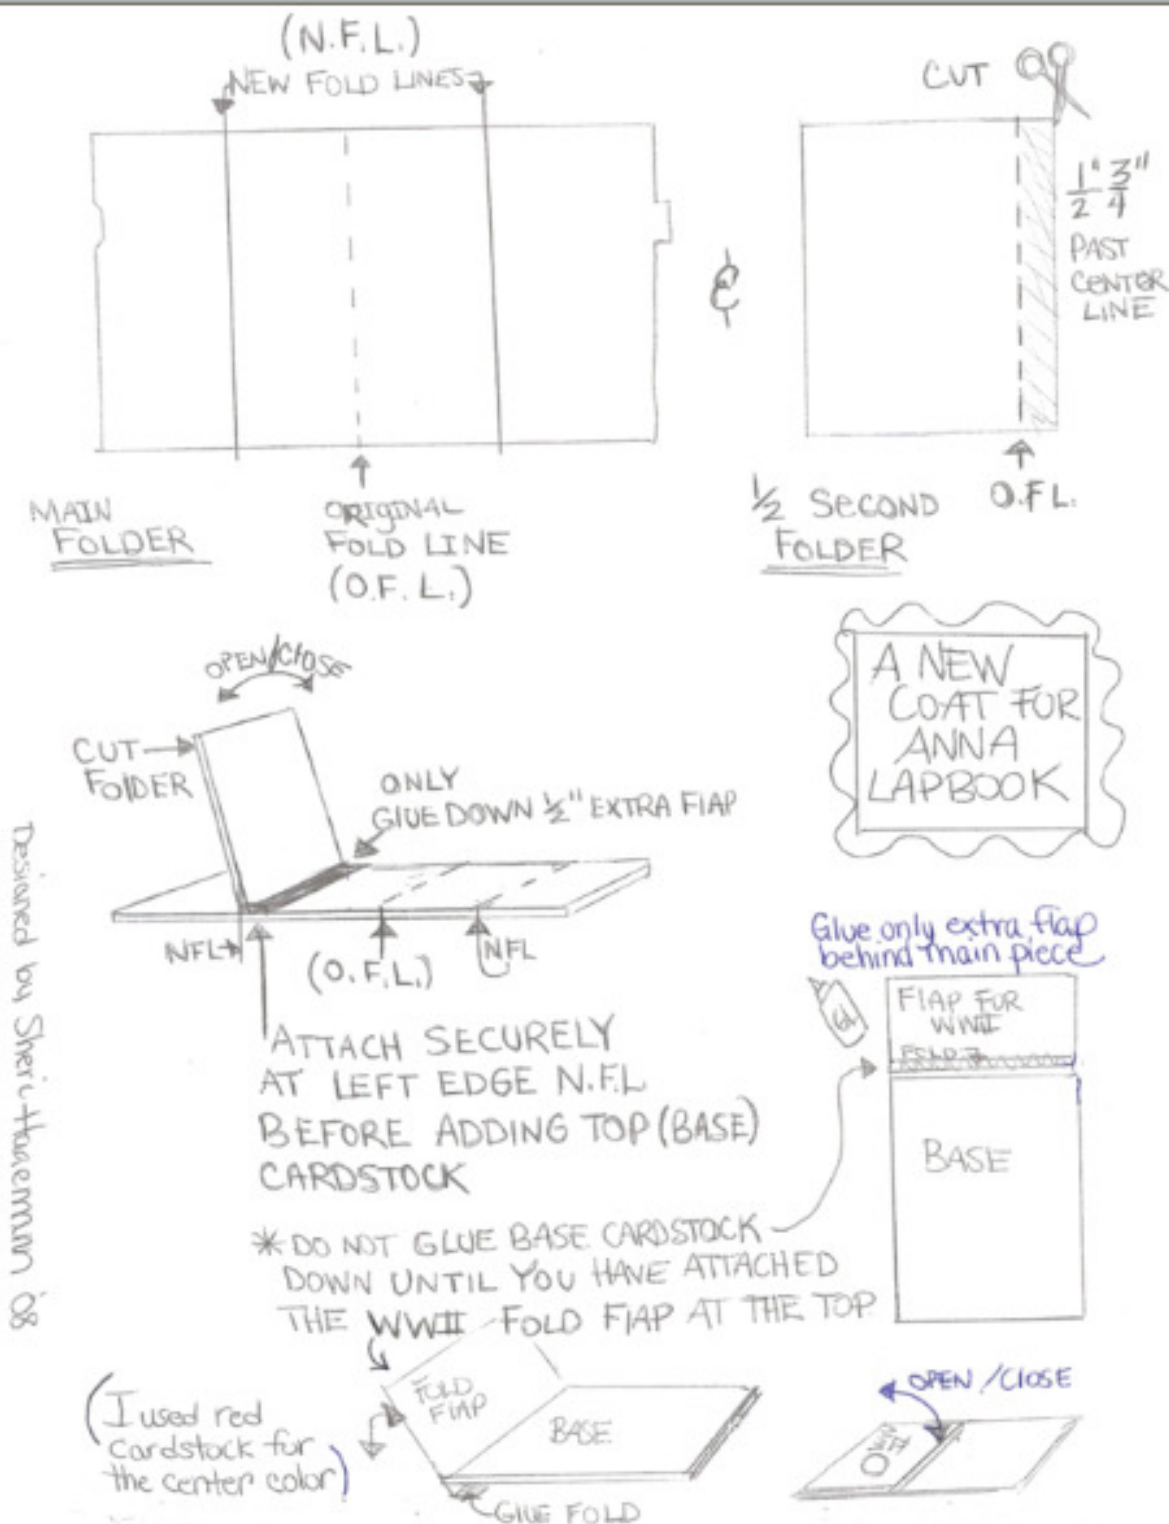 (N.F.L.)
NEW FOLD LINES
CUT
1/2" 3/4"
PAST
CENTER
LINE
&
MAIN
FOLDER
ORIGINAL
FOLD LINE
(O.F.L.)
1/2 SECOND
FOLDER
O.F.L.
OPEN/CLOSE
CUT
FOLDER
ONLY
GLUE DOWN 1/2" EXTRA FLAP
A NEW
COAT FOR
ANNA
LAPBOOK
NFL
(O.F.L.)
NFL
ATTACH SECURELY
AT LEFT EDGE N.F.L
BEFORE ADDING TOP (BASE)
CARDSTOCK
Glue only extra flap
behind main piece
FLAP FOR
WWII
FOLD
BASE
* DO NOT GLUE BASE CARDSTOCK
DOWN UNTIL YOU HAVE ATTACHED
THE WWII FOLD FLAP AT THE TOP
(I used red
cardstock for
the center color)
FOLD
FLAP
BASE
GLUE FOLD
OPEN/CLOSE
Designed by Sheri '08